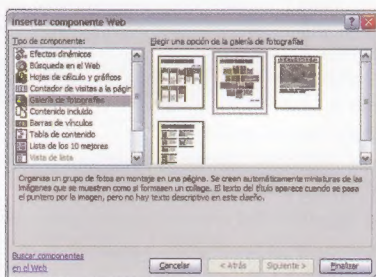 Insertar componente Web
Tipo de componente:
Efectos dinámicos
Búsqueda en el Web
Hojas de cálculo y gráficos
Contador de visitas a la págin
Galería de fotografías
Contenido incluido
Barras de vínculos
Tabla de contenido
Lista de los 10 mejores
Vista de lista
Elegir una opción de la galería de fotografías
Organiza un grupo de fotos en montaje en una página. Se crean automáticamente miniaturas de las
imágenes que se muestran como si formasen un collage. El texto del título aparece cuando se pasa
el puntero por la imagen, pero no hay texto descriptivo en este diseño.
Buscar componentes
en el Web
Cancelar
< Atrás
Siguiente >
Finalizar